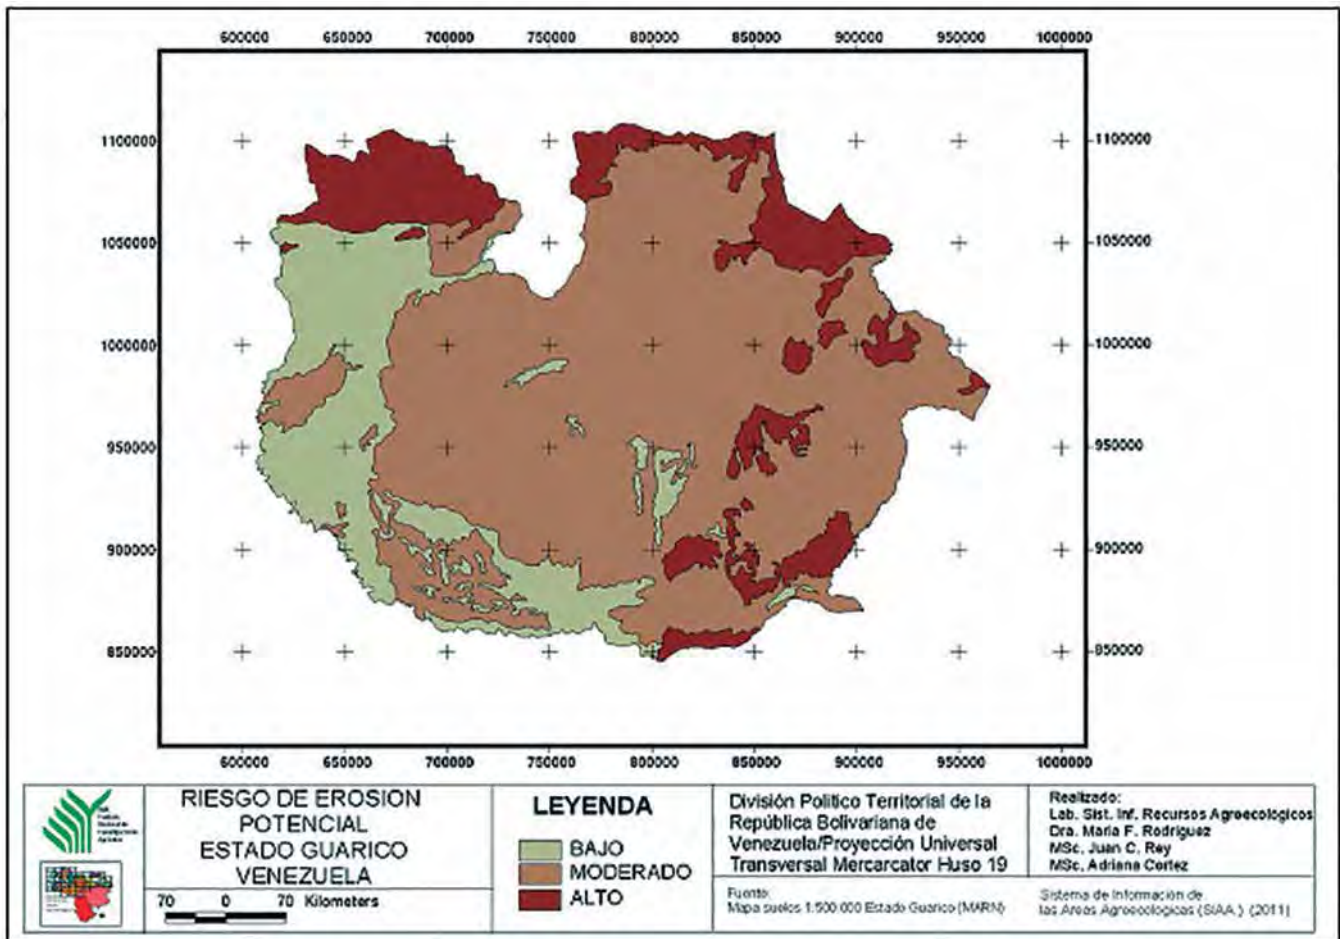 600000 650000 700000 750000 800000 850000 900000 950000 1000000
1100000 1100000
1050000 1050000
1000000 1000000
950000 950000
900000 900000
850000 850000
600000 650000 700000 750000 800000 850000 900000 950000 1000000
RIESGO DE EROSION
POTENCIAL
ESTADO GUARICO
VENEZUELA
70 0 70 Kilometers
LEYENDA
BAJO
MODERADO
ALTO
División Politico Territorial de la
República Bolivariana de
Venezuela/Proyección Universal
Transversal Mercarcator Huso 19
Fuente:
Mapa suelos 1:500.000 Estado Guarico (MARN)
Realizado:
Lab. Sist. Inf. Recursos Agroecológicos
Dra. Maria F. Rodriguez
MSc. Juan C. Rey
MSc. Adriana Cortez
Sistema de Información de
las Areas Agroecologicas (SIAA.) (2011)